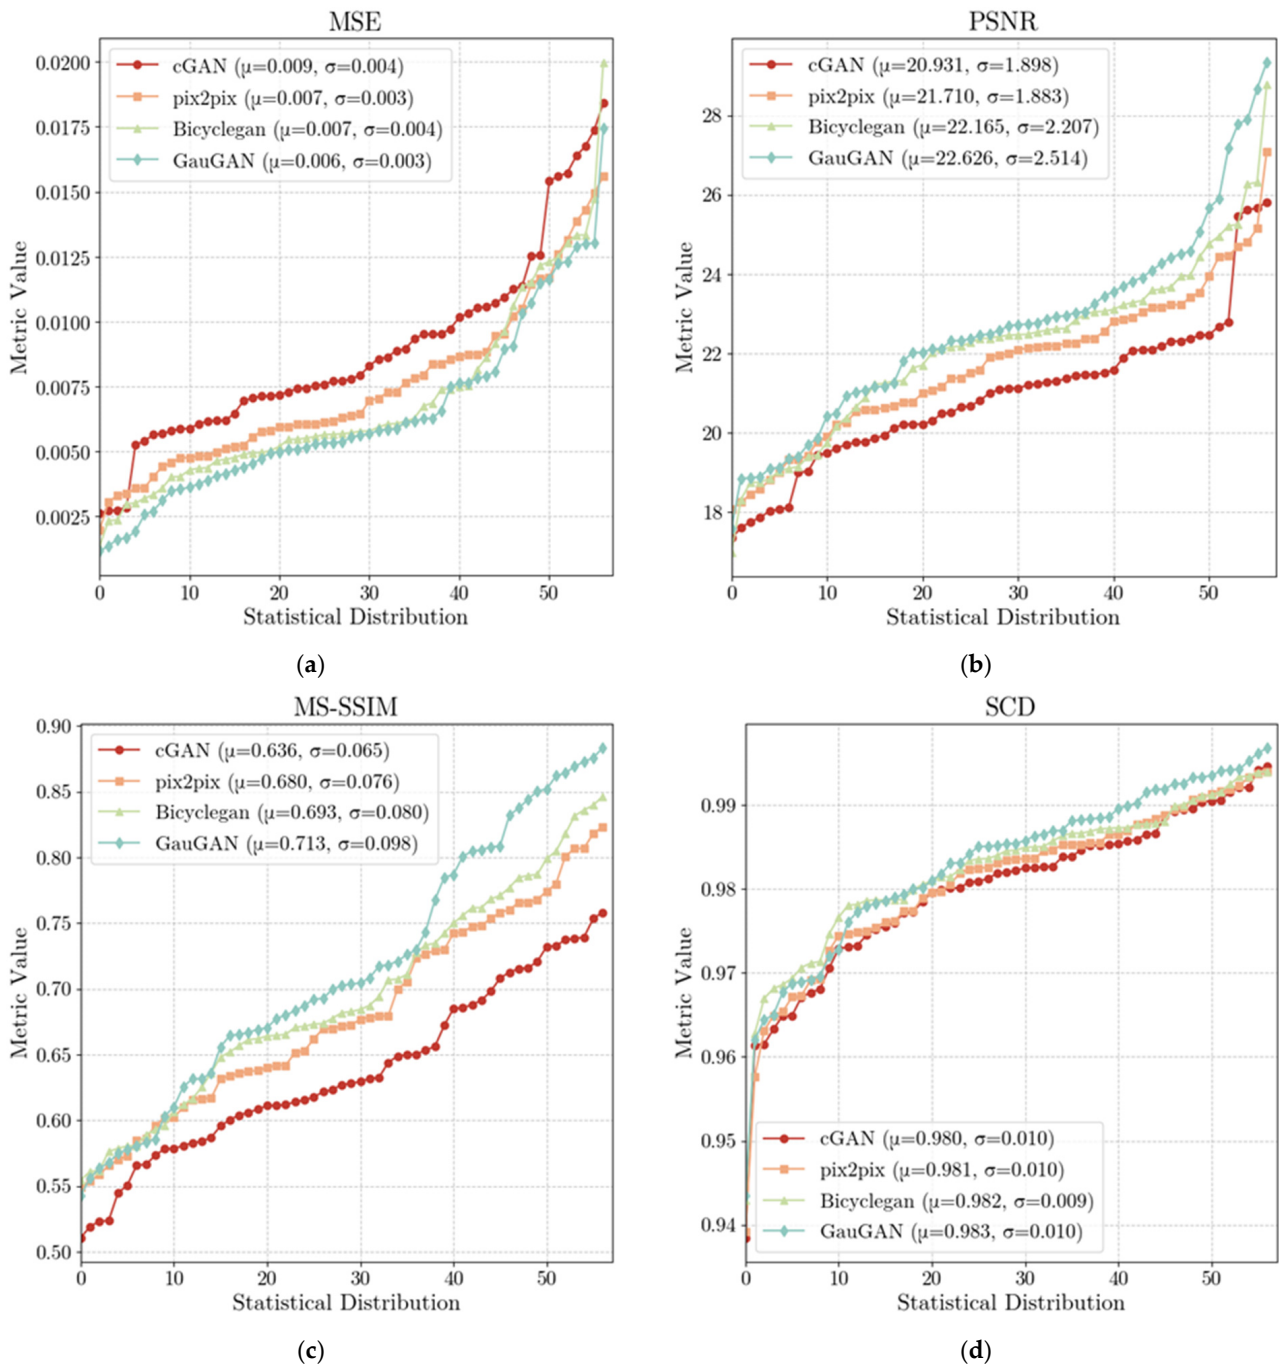 MSE
cGAN (μ=0.009, σ=0.004)
pix2pix (μ=0.007, σ=0.003)
Bicyclegan (μ=0.007, σ=0.004)
GauGAN (μ=0.006, σ=0.003)
0.0200
0.0175
0.0150
0.0125
0.0100
0.0075
0.0050
0.0025
Metric Value
0 10 20 30 40 50
Statistical Distribution
(a)
PSNR
cGAN (μ=20.931, σ=1.898)
pix2pix (μ=21.710, σ=1.883)
Bicyclegan (μ=22.165, σ=2.207)
GauGAN (μ=22.626, σ=2.514)
28
26
24
22
20
18
Metric Value
0 10 20 30 40 50
Statistical Distribution
(b)
MS-SSIM
cGAN (μ=0.636, σ=0.065)
pix2pix (μ=0.680, σ=0.076)
Bicyclegan (μ=0.693, σ=0.080)
GauGAN (μ=0.713, σ=0.098)
0.90
0.85
0.80
0.75
0.70
0.65
0.60
0.55
0.50
Metric Value
0 10 20 30 40 50
Statistical Distribution
(c)
SCD
0.99
0.98
0.97
0.96
0.95
0.94
Metric Value
cGAN (μ=0.980, σ=0.010)
pix2pix (μ=0.981, σ=0.010)
Bicyclegan (μ=0.982, σ=0.009)
GauGAN (μ=0.983, σ=0.010)
0 10 20 30 40 50
Statistical Distribution
(d)